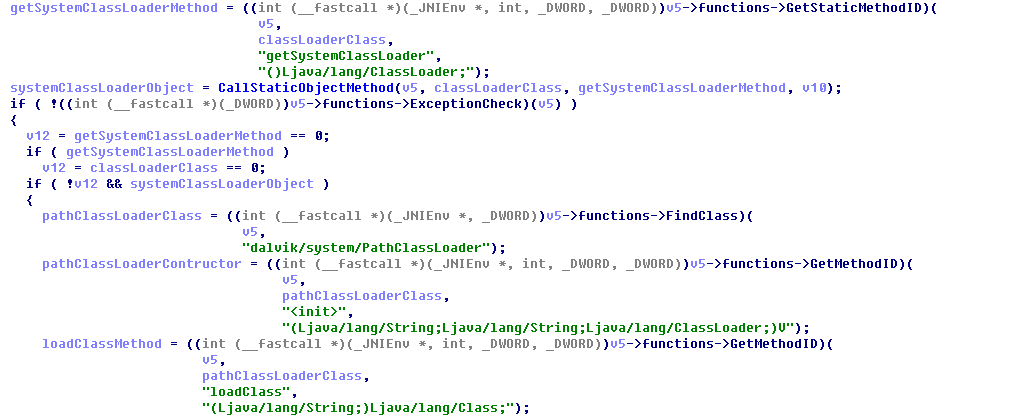 getSystemClassLoaderMethod = ((int (__fastcall *)(_JNIEnv *, int, _DWORD, _DWORD))v5->functions->GetStaticMethodID)(
v5,
classLoaderClass,
"getSystemClassLoader",
"()Ljava/lang/ClassLoader;");
systemClassLoaderObject = CallStaticObjectMethod(v5, classLoaderClass, getSystemClassLoaderMethod, v10);
if ( !((int (__fastcall *)(_DWORD))v5->functions->ExceptionCheck)(v5) )
{
v12 = getSystemClassLoaderMethod == 0;
if ( getSystemClassLoaderMethod )
v12 = classLoaderClass == 0;
if ( !v12 && systemClassLoaderObject )
{
pathClassLoaderClass = ((int (__fastcall *)(_JNIEnv *, _DWORD))v5->functions->FindClass)(
v5,
"dalvik/system/PathClassLoader");
pathClassLoaderContructor = ((int (__fastcall *)(_JNIEnv *, int, _DWORD, _DWORD))v5->functions->GetMethodID)(
v5,
pathClassLoaderClass,
"<init>",
"(Ljava/lang/String;Ljava/lang/String;Ljava/lang/ClassLoader;)V");
loadClassMethod = ((int (__fastcall *)(_JNIEnv *, int, _DWORD, _DWORD))v5->functions->GetMethodID)(
v5,
pathClassLoaderClass,
"loadClass",
"(Ljava/lang/String;)Ljava/lang/Class;");